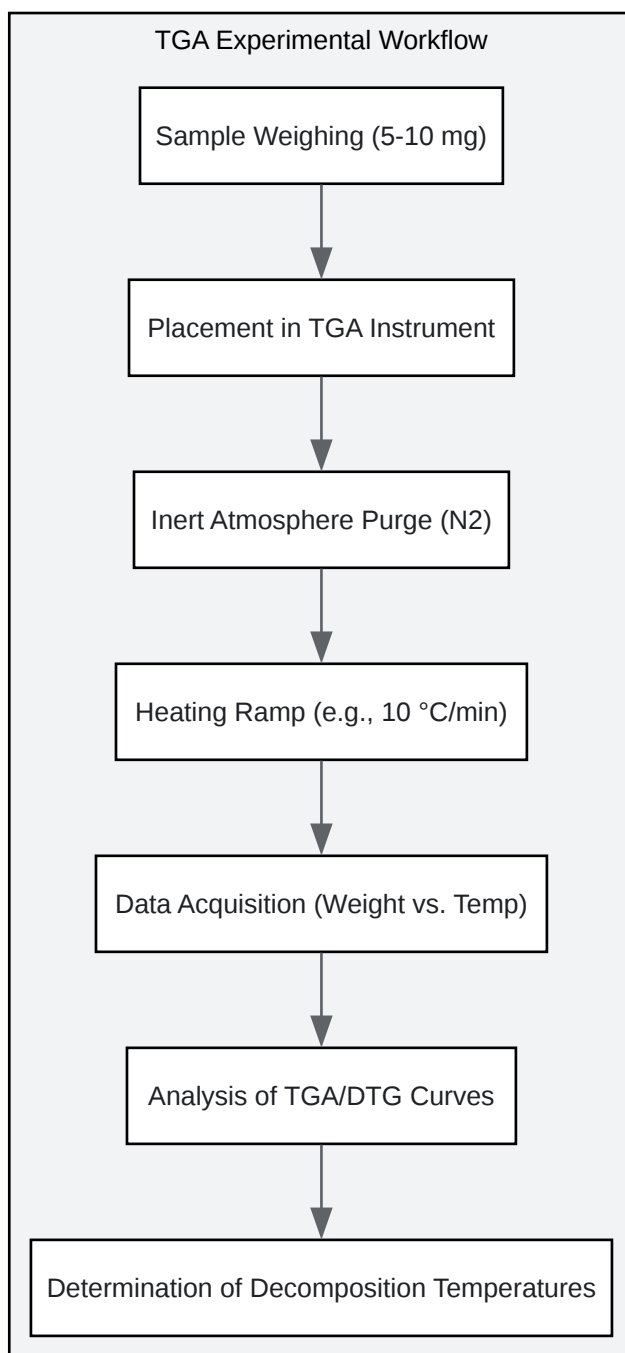 TGA Experimental Workflow
Sample Weighing (5-10 mg)
Placement in TGA Instrument
Inert Atmosphere Purge (N2)
Heating Ramp (e.g., 10 °C/min)
Data Acquisition (Weight vs. Temp)
Analysis of TGA/DTG Curves
Determination of Decomposition Temperatures